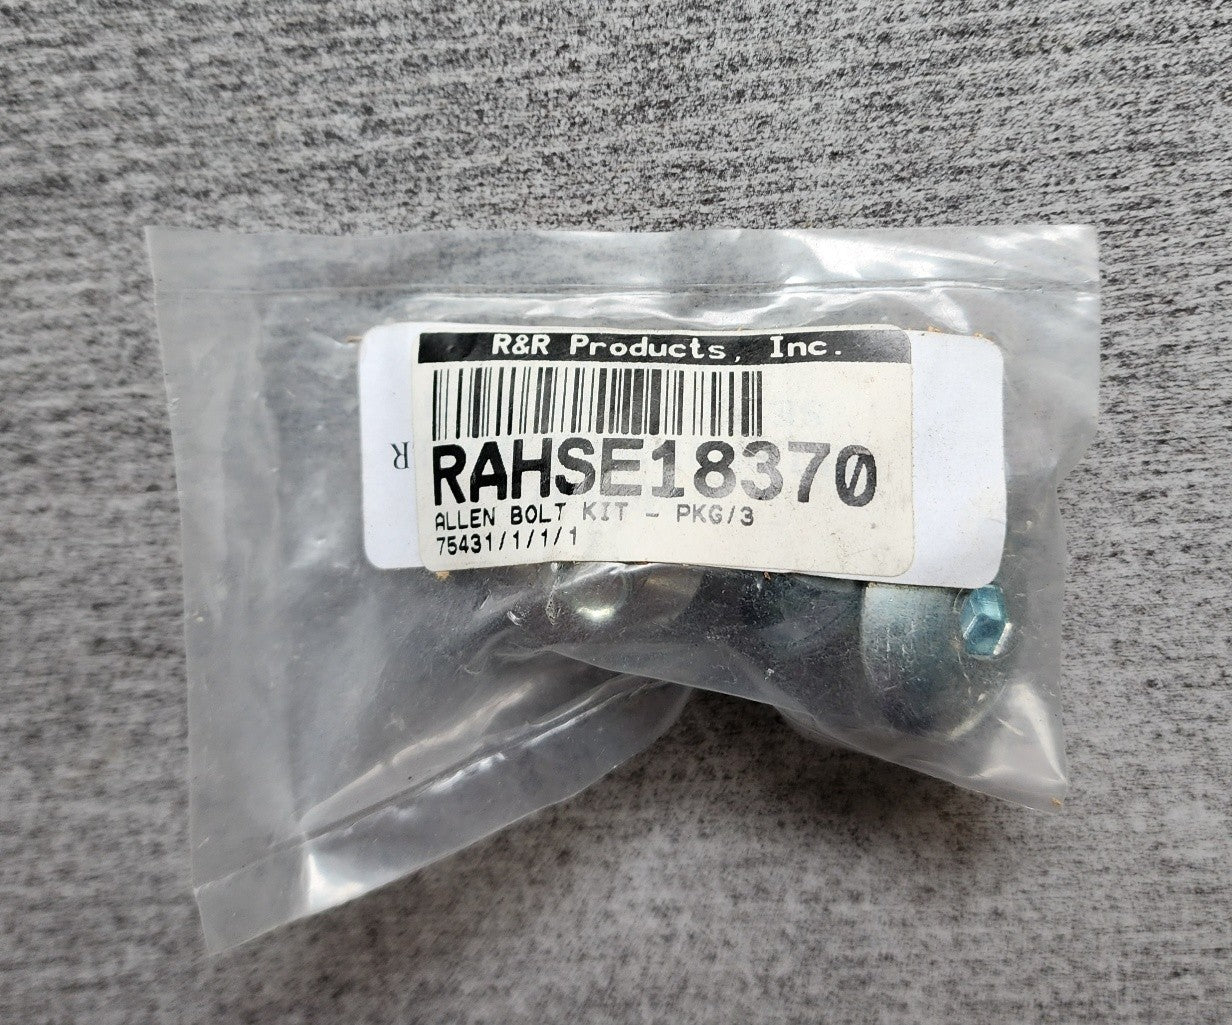 R&R Products, Inc.
R
RAHSE18370
ALLEN BOLT KIT - PKG/3
75431/1/1/1